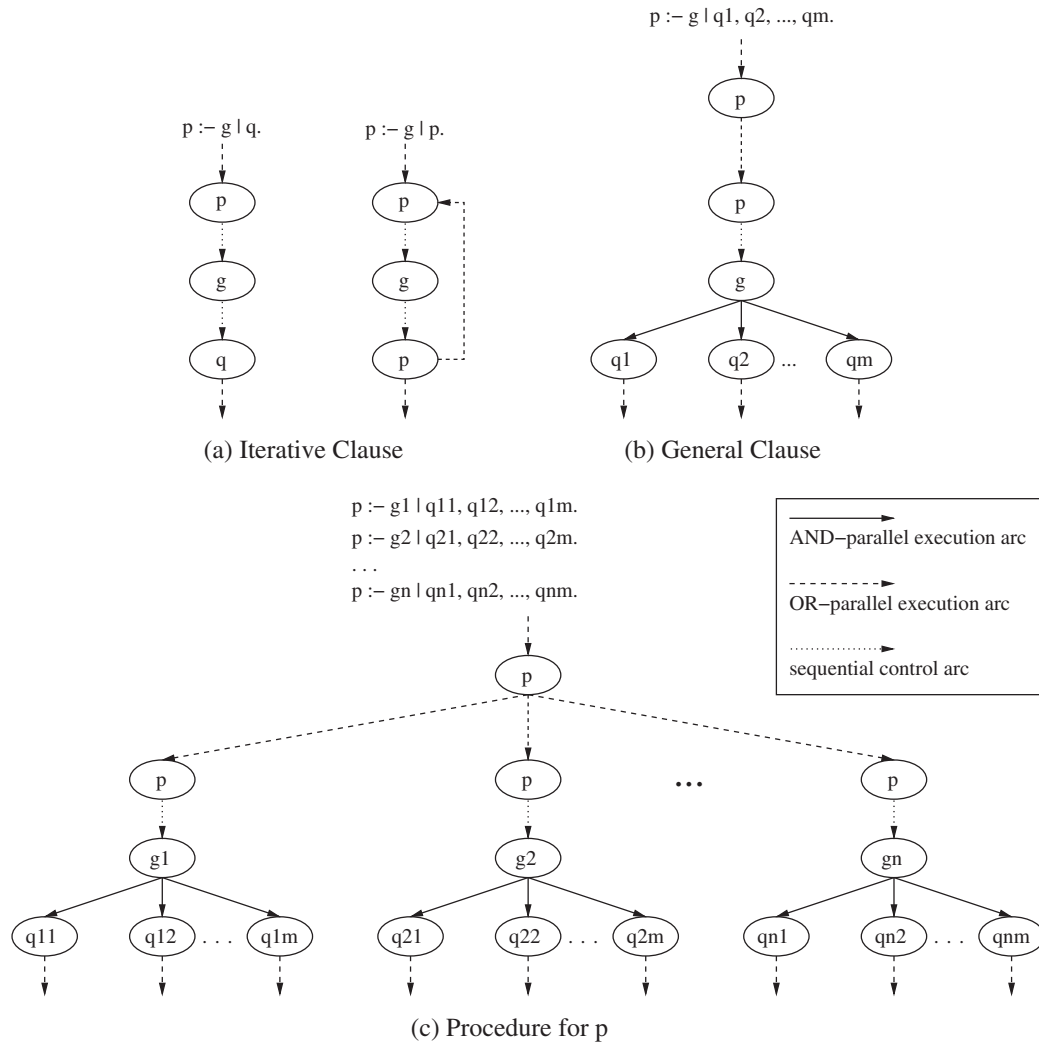 p :− g | q1, q2, ..., qm.
p
p :− g | q.
p :− g | p.
p
p
p
g
g
g
q
p
q1
q2
...
qm
(a) Iterative Clause
(b) General Clause
p :− g1 | q11, q12, ..., q1m.
p :− g2 | q21, q22, ..., q2m.
. . .
p :− gn | qn1, qn2, ..., qnm.
AND−parallel execution arc
OR−parallel execution arc
sequential control arc
p
p
p
...
p
g1
g2
gn
q11
q12
. . .
q1m
q21
q22
. . .
q2m
qn1
qn2
. . .
qnm
(c) Procedure for p